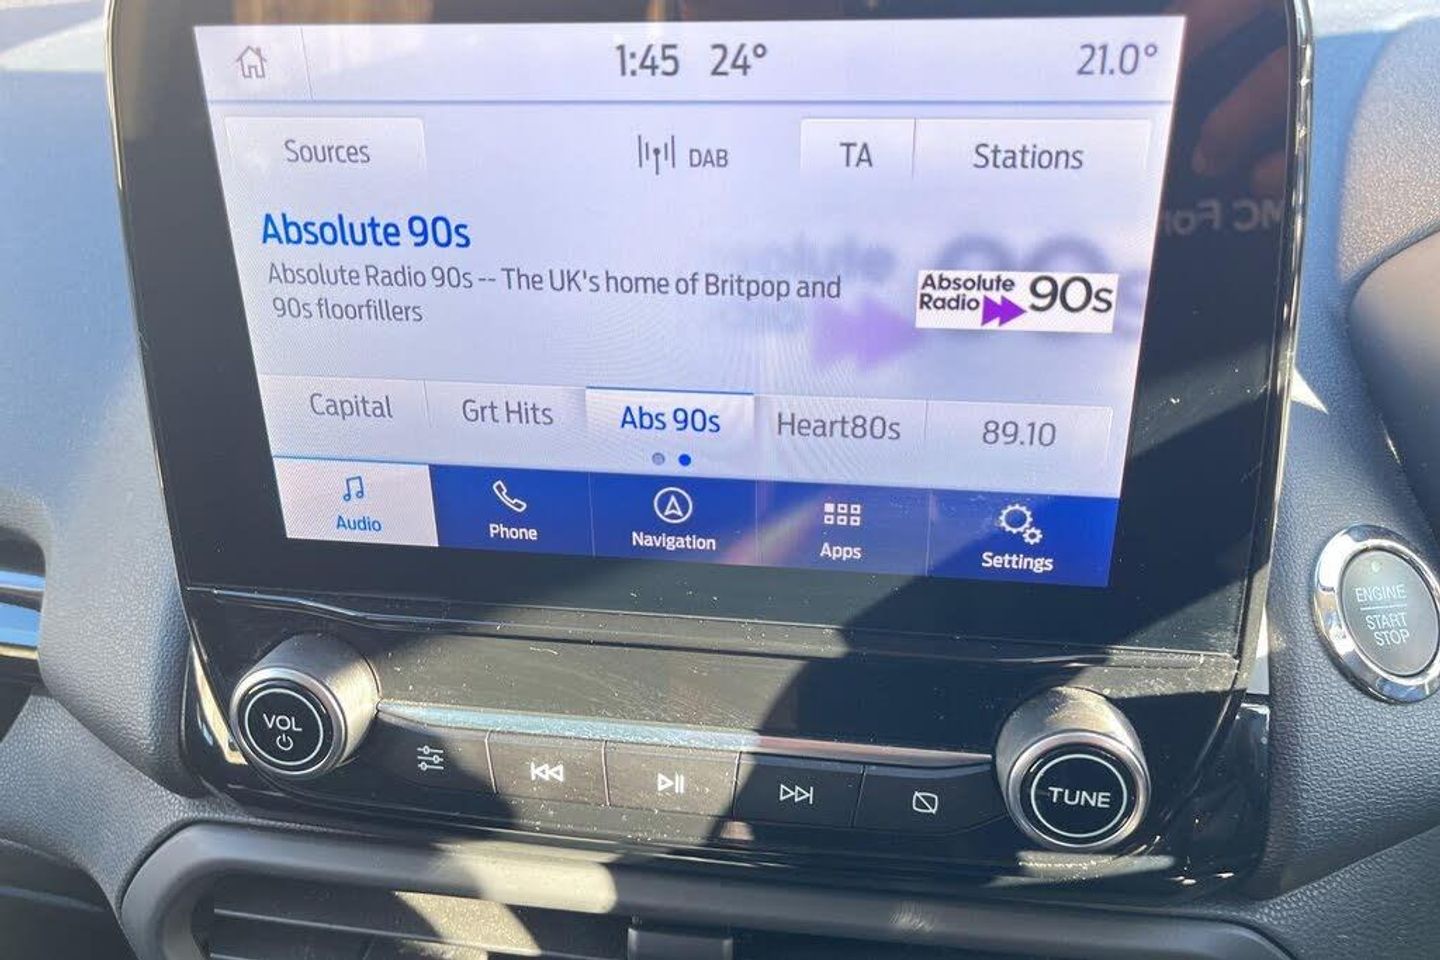 1:45 24° 21.0°
Sources DAB TA Stations
Absolute 90s
Absolute Radio 90s -- The UK's home of Britpop and
90s floorfillers
Absolute
Radio 90s
Capital Grt Hits Abs 90s Heart80s 89.10
Audio Phone Navigation Apps Settings
ENGINE
START
STOP
VOL
TUNE